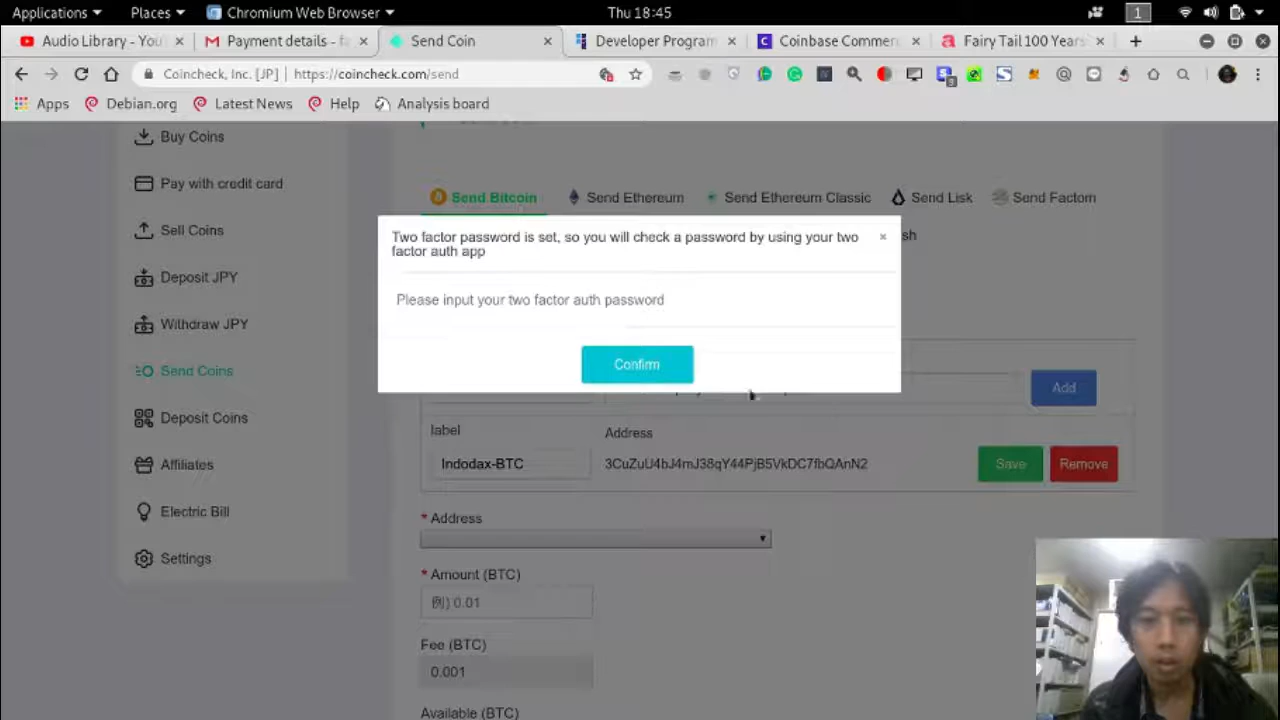 Applications
Places
Chromium Web Browser
Thu 18:45
1
Audio Library - You
Payment details - fa
Send Coin
Developer Program
Coinbase Commer
Fairy Tail 100 Years
Coincheck, Inc. [JP] | https://coincheck.com/send
Apps
Debian.org
Latest News
Help
Analysis board
Buy Coins
Pay with credit card
Sell Coins
Deposit JPY
Withdraw JPY
Send Coins
Deposit Coins
Affiliates
Electric Bill
Settings
Send Bitcoin
Send Ethereum
Send Ethereum Classic
Send Lisk
Send Factom
sh
Two factor password is set, so you will check a password by using your two
factor auth app
×
Please input your two factor auth password
Confirm
Add
label
Address
Indodax-BTC
3CuZuU4bJ4mJ38qY44PjB5VkDC7fbQAnN2
Save
Remove
* Address
* Amount (BTC)
例) 0.01
Fee (BTC)
0.001
Available (BTC)